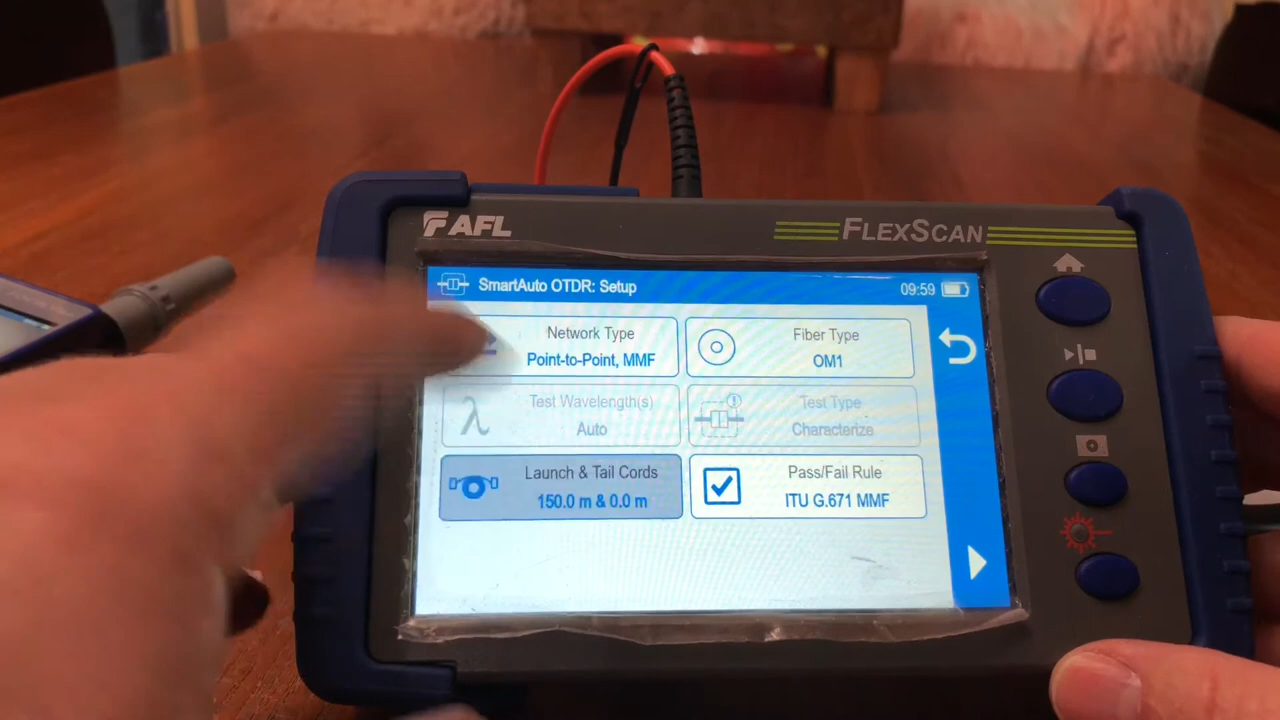 AFL
FLEXSCAN
SmartAuto OTDR: Setup
09:59
Network Type
Point-to-Point, MMF
Fiber Type
OM1
λ
Test Wavelength(s)
Auto
Test Type
Characterize
Launch & Tail Cords
150.0 m & 0.0 m
Pass/Fail Rule
ITU G.671 MMF